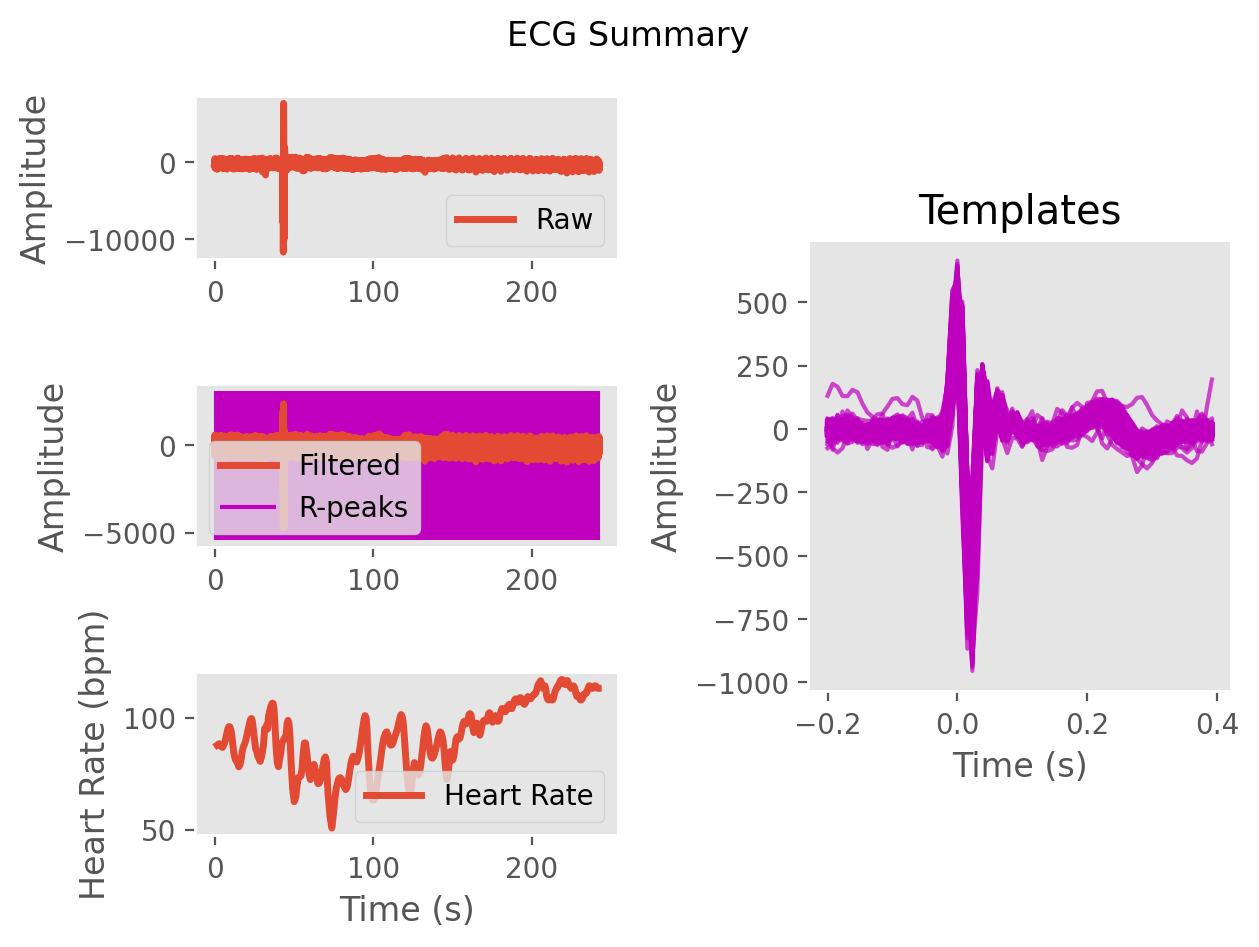 ECG Summary
Amplitude
0
−10000
Raw
0 100 200
Amplitude
0
−5000
Filtered
R-peaks
0 100 200
Heart Rate (bpm)
100
50
Heart Rate
0 100 200
Time (s)
Templates
Amplitude
500
250
0
−250
−500
−750
−1000
−0.2 0.0 0.2 0.4
Time (s)